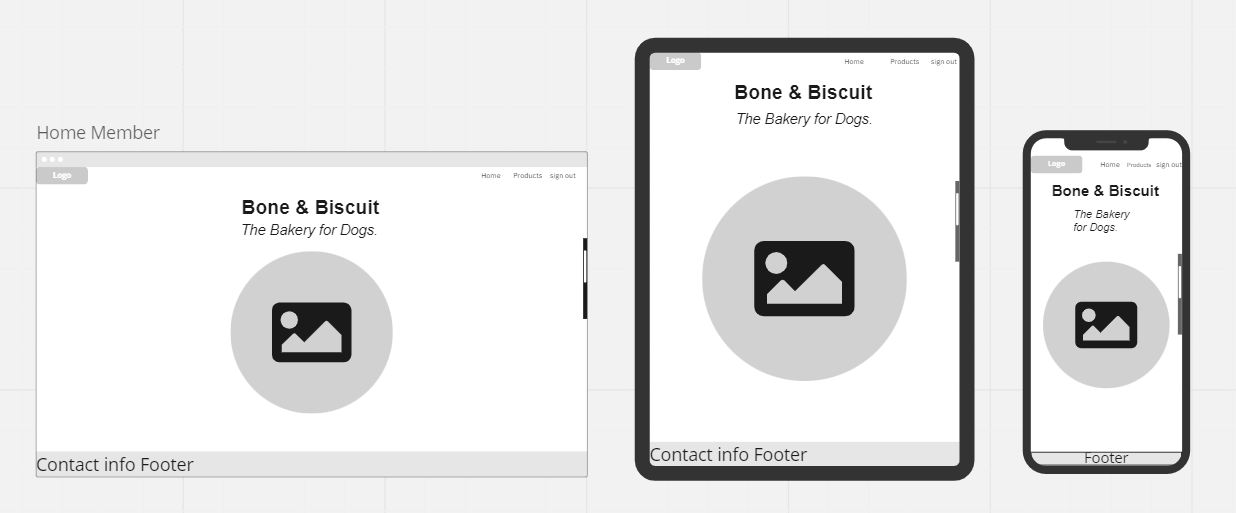 Home Member
Logo
Home Products sign out
Bone & Biscuit
The Bakery for Dogs.
Contact info Footer
Logo
Home Products sign out
Bone & Biscuit
The Bakery for Dogs.
Contact info Footer
Logo
Home Products sign out
Bone & Biscuit
The Bakery
for Dogs.
Footer